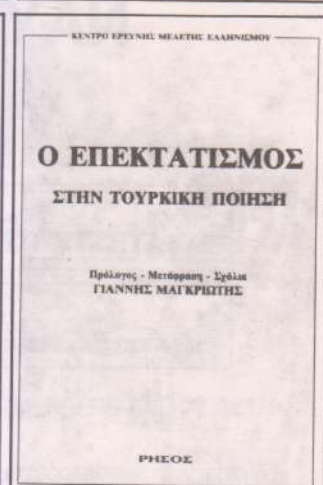 ΚΕΝΤΡΟ ΕΡΕΥΝΗΣ ΜΕΛΕΤΗΣ ΕΛΛΗΝΙΣΜΟΥ
Ο ΕΠΕΚΤΑΤΙΣΜΟΣ
ΣΤΗΝ ΤΟΥΡΚΙΚΗ ΠΟΙΗΣΗ
Πρόλογος - Μετάφραση - Σχόλια
ΓΙΑΝΝΗΣ ΜΑΓΚΡΙΩΤΗΣ
ΡΗΣΟΣ